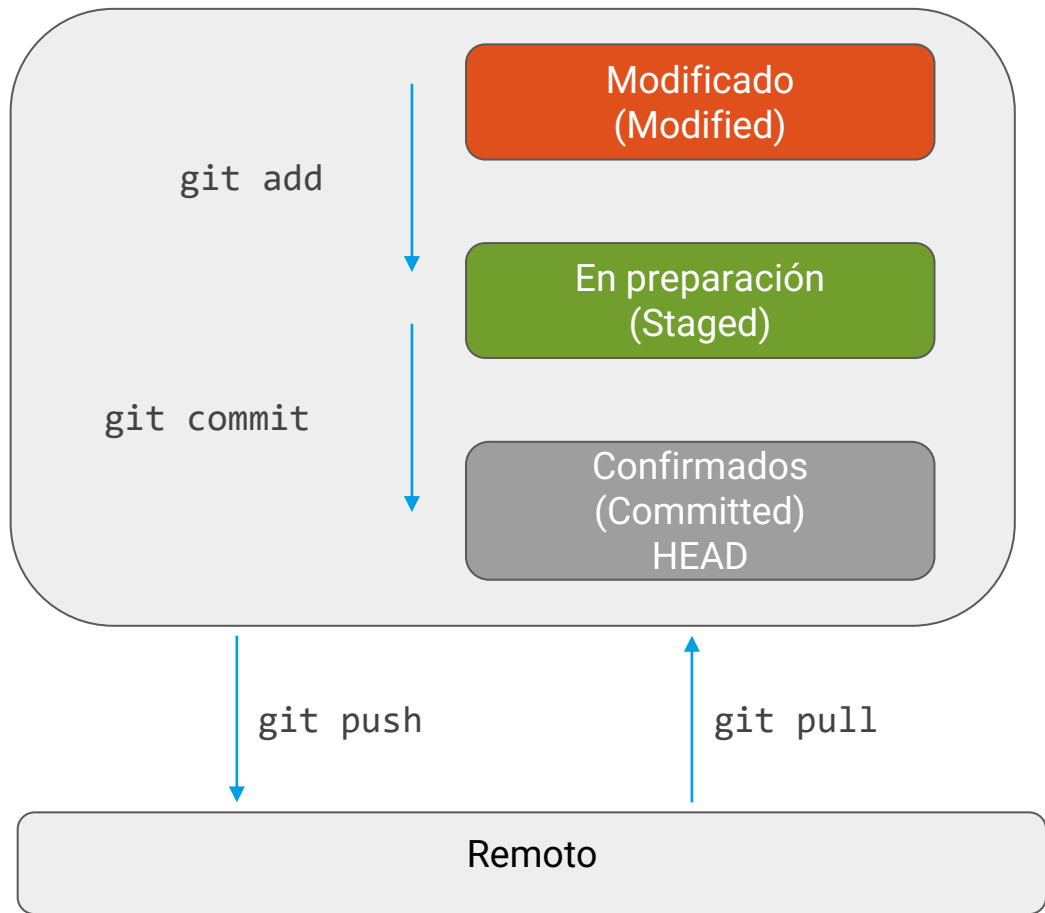 Modificado
(Modified)
git add
En preparación
(Staged)
git commit
Confirmados
(Committed)
HEAD
git push
git pull
Remoto